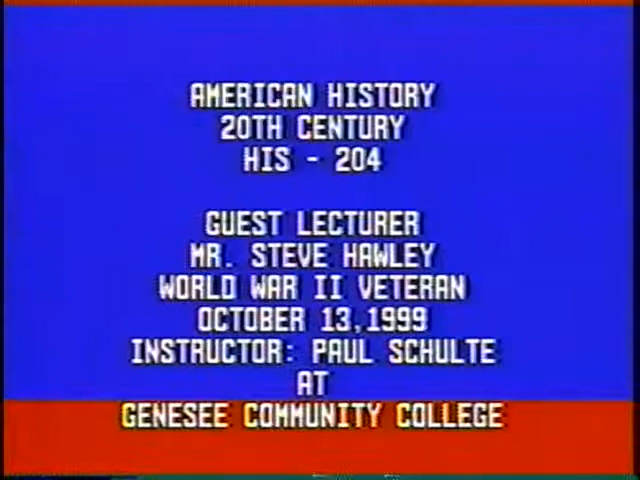 AMERICAN HISTORY
20TH CENTURY
HIS - 204
GUEST LECTURER
MR. STEVE HAWLEY
WORLD WAR II VETERAN
OCTOBER 13,1999
INSTRUCTOR: PAUL SCHULTE
AT
GENESEE COMMUNITY COLLEGE